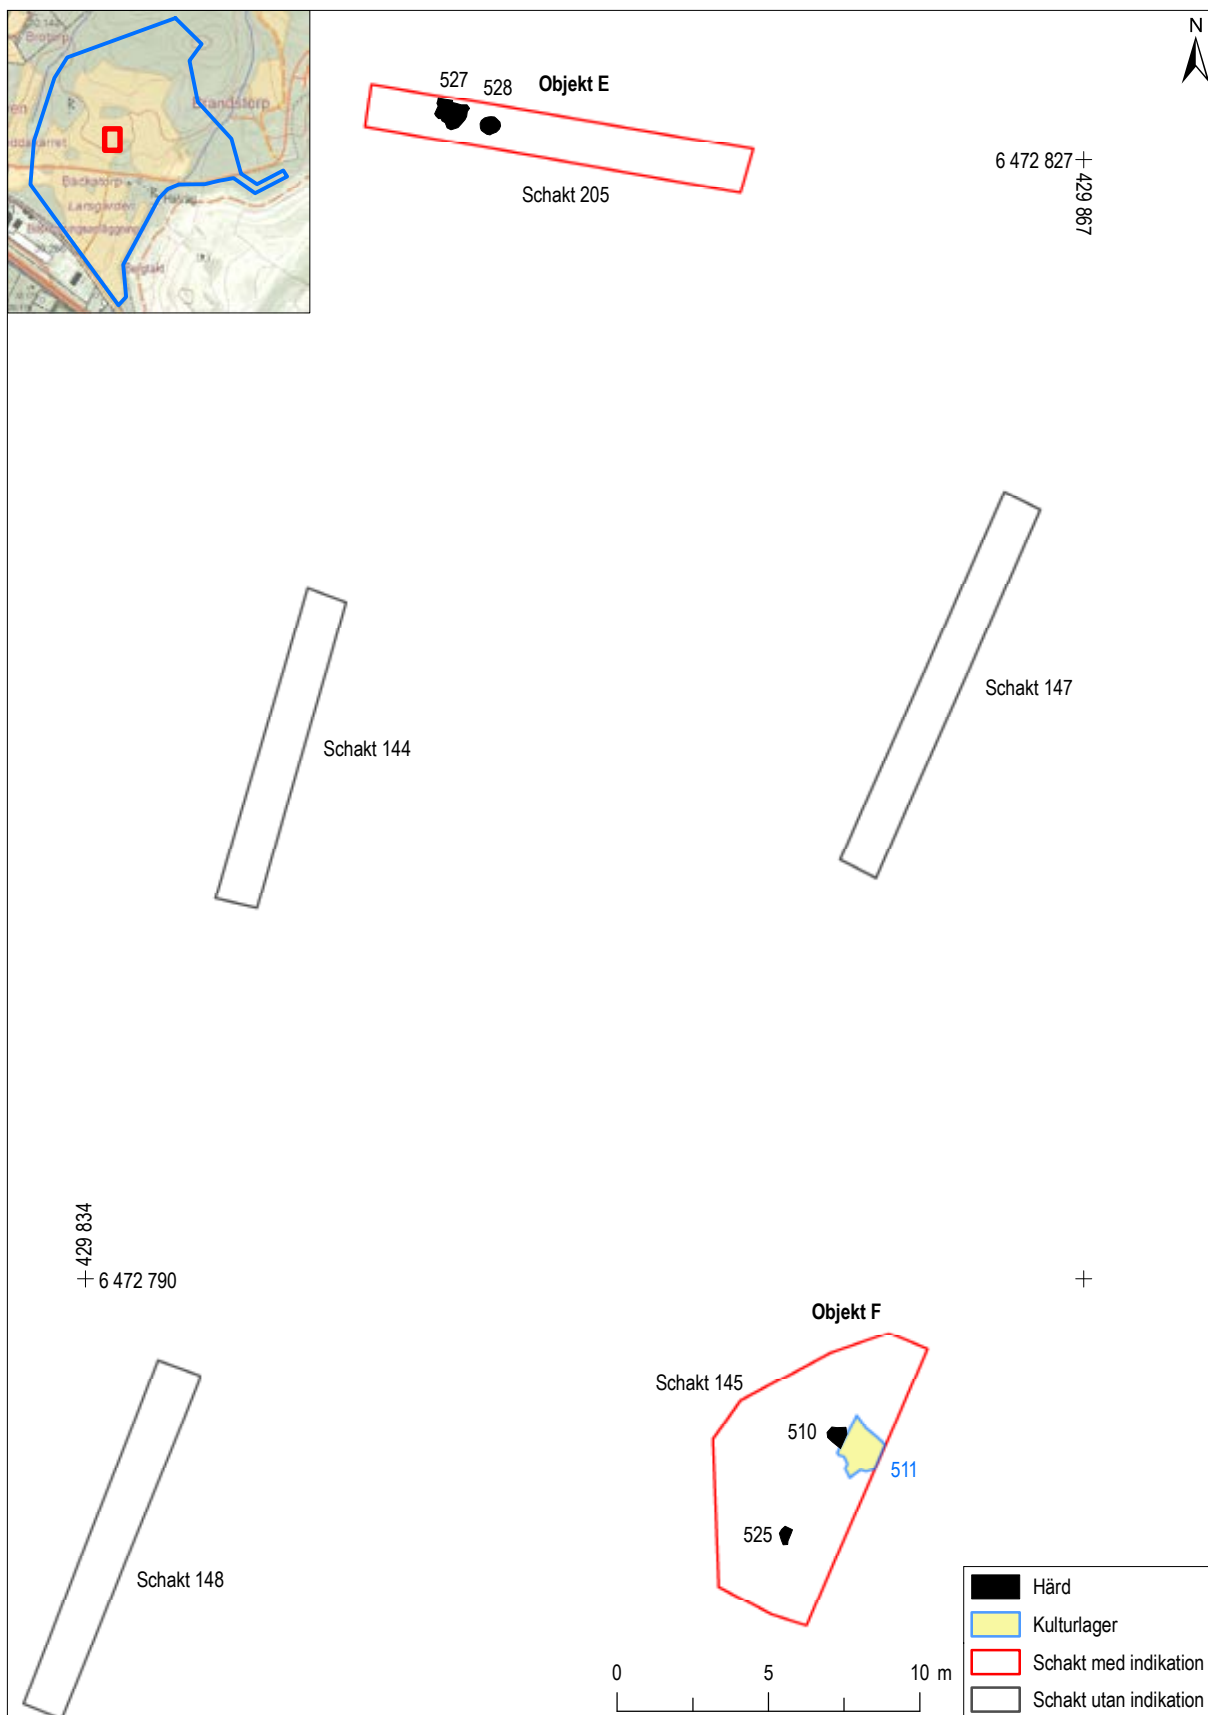 Brandstorp
Backatorp
Larsgården
Bergtäkt
N
527
528
Objekt E
Schakt 205
6 472 827
429 867
Schakt 147
Schakt 144
429 834
6 472 790
Objekt F
Schakt 145
510
511
525
Schakt 148
Härd
Kulturlager
Schakt med indikation
Schakt utan indikation
0 5 10 m